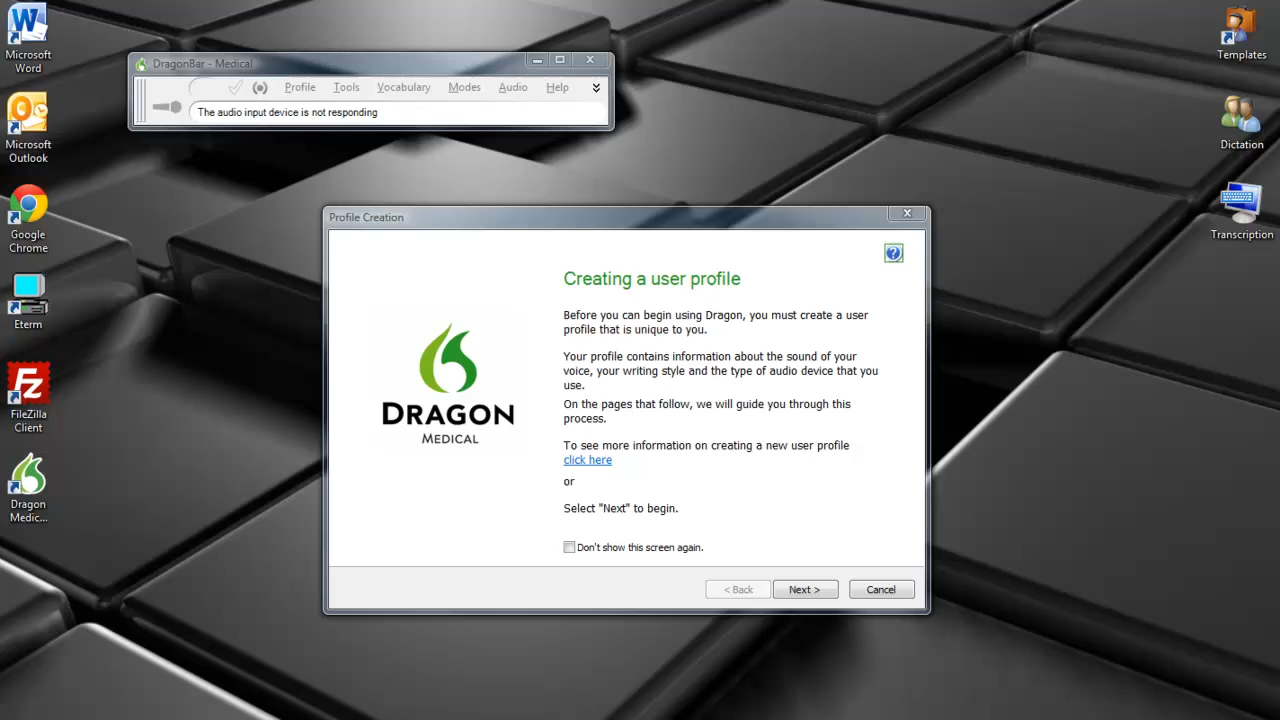 Microsoft
Word
Microsoft
Outlook
Google
Chrome
Eterm
FileZilla
Client
Dragon
Medic...
DragonBar - Medical
Profile Tools Vocabulary Modes Audio Help
The audio input device is not responding
Profile Creation
DRAGON
MEDICAL
Creating a user profile
Before you can begin using Dragon, you must create a user
profile that is unique to you.
Your profile contains information about the sound of your
voice, your writing style and the type of audio device that you
use.
On the pages that follow, we will guide you through this
process.
To see more information on creating a new user profile
click here
or
Select "Next" to begin.
Don't show this screen again.
< Back Next > Cancel
Templates
Dictation
Transcription